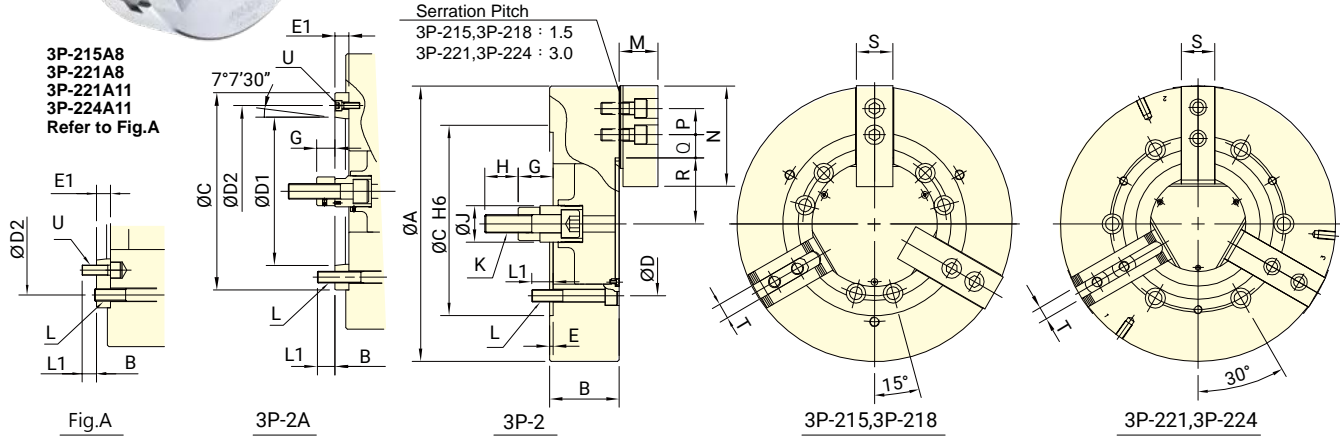 Serration Pitch
3P-215,3P-218 : 1.5
3P-221,3P-224 : 3.0
3P-215A8
3P-221A8
3P-221A11
3P-224A11
Refer to Fig.A
E1
U
ØD2
L
L1
B
Fig.A
E1
U
7°7'30"
G
ØC
ØD2
ØD1
L
L1
B
3P-2A
M
N
P
Q
R
H
G
ØA
ØC H6
ØJ
K
L1
L
E
ØD
B
3P-2
S
T
15°
3P-215,3P-218
S
2
3
1
T
30°
3P-221,3P-224